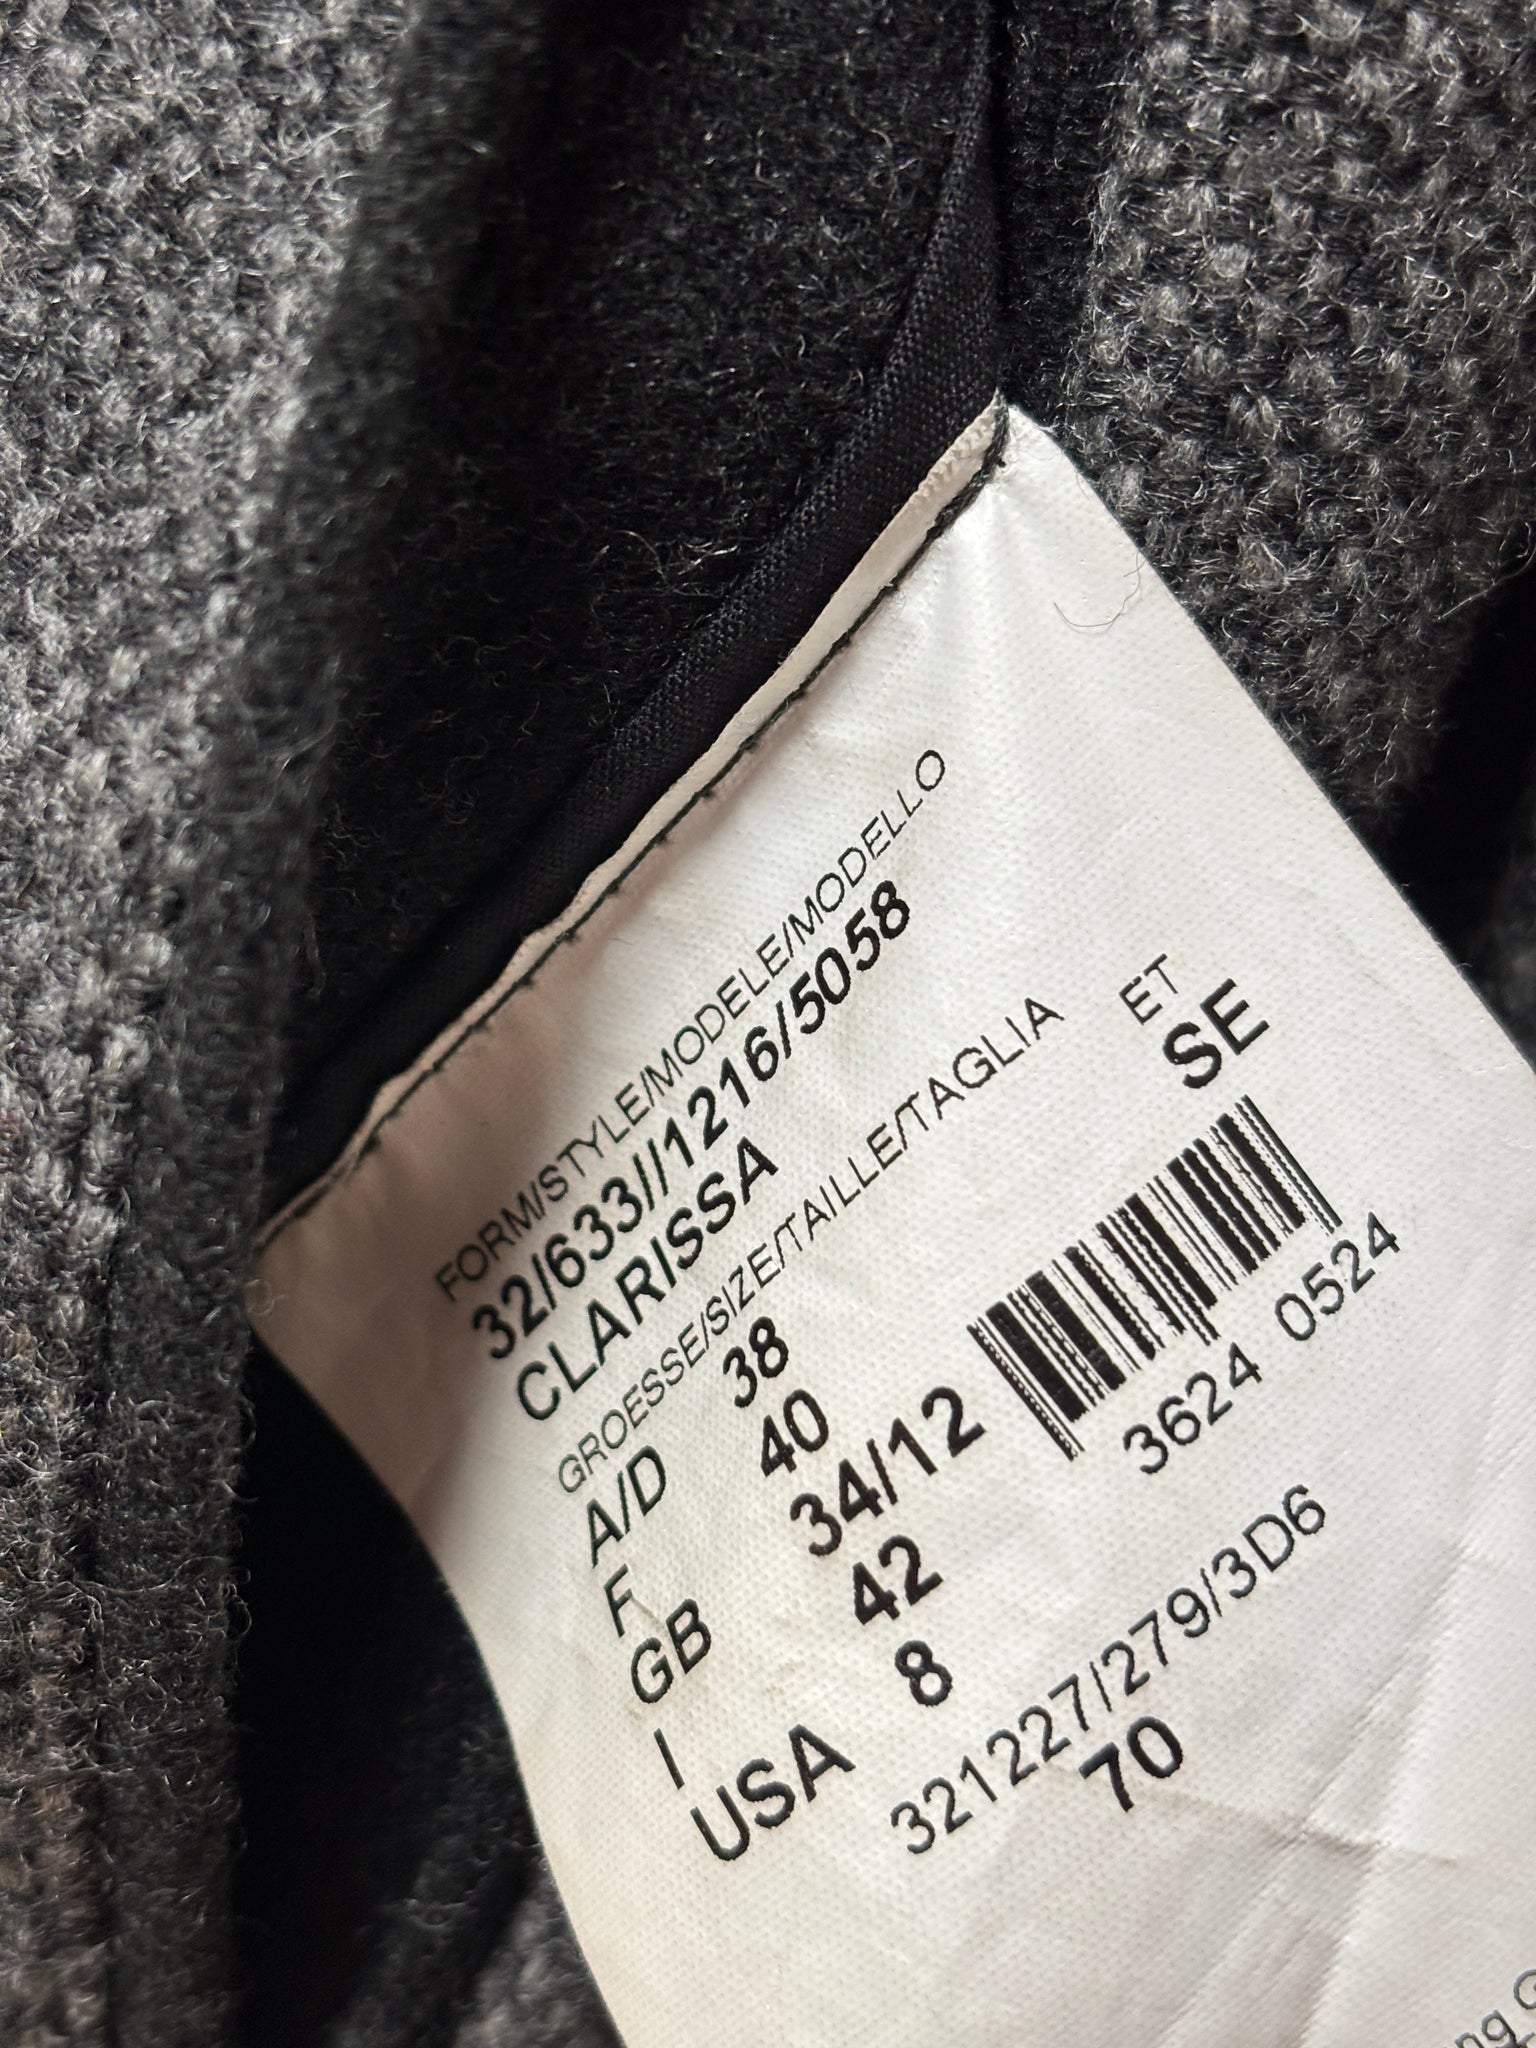 FORM/STYLE/MODELE/MODELLO
32/633//1216/5058
CLARISSA
GROESSE/SIZE/TAILLE/TAGLIA ET
A/D 38 SE
F 40
GB 34/12
I 42
USA 8
3624 0524
321227/279/3D6
70